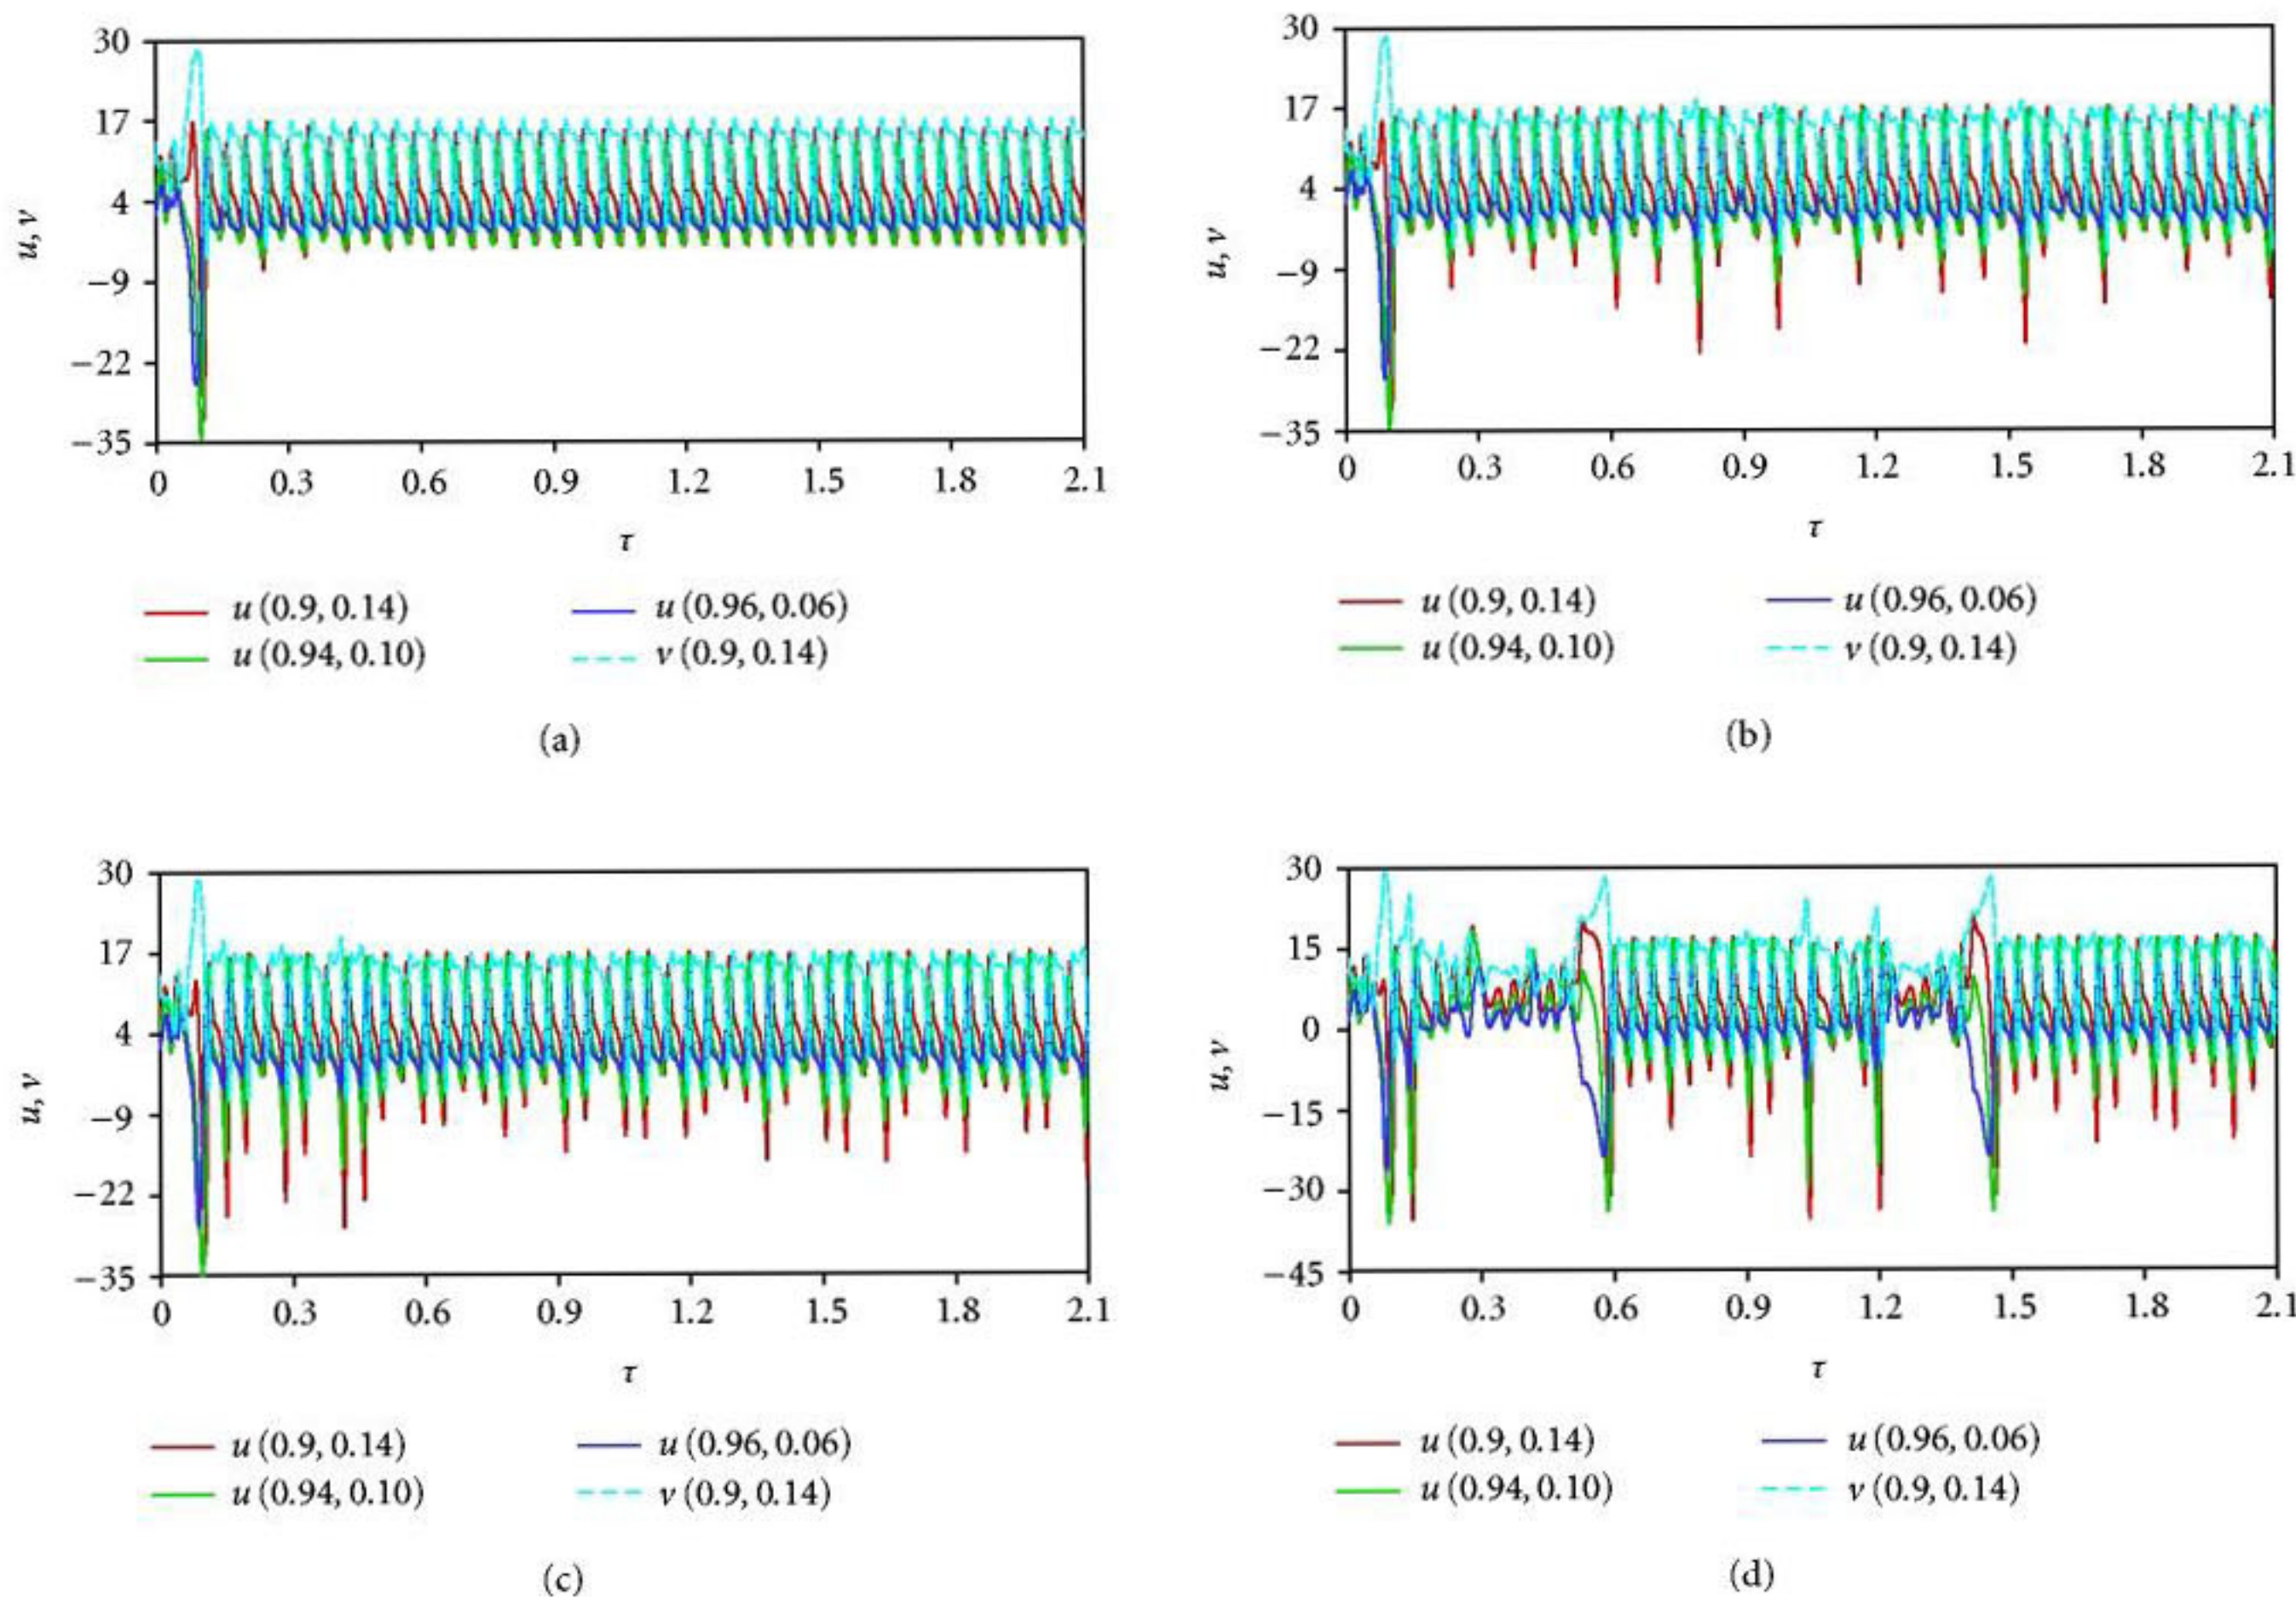 30
17
4
−9
−22
−35
u, v
0 0.3 0.6 0.9 1.2 1.5 1.8 2.1
τ
u (0.9, 0.14) u (0.96, 0.06)
u (0.94, 0.10) v (0.9, 0.14)
(a)
30
17
4
−9
−22
−35
u, v
0 0.3 0.6 0.9 1.2 1.5 1.8 2.1
τ
u (0.9, 0.14) u (0.96, 0.06)
u (0.94, 0.10) v (0.9, 0.14)
(b)
30
17
4
−9
−22
−35
u, v
0 0.3 0.6 0.9 1.2 1.5 1.8 2.1
τ
u (0.9, 0.14) u (0.96, 0.06)
u (0.94, 0.10) v (0.9, 0.14)
(c)
30
15
0
−15
−30
−45
u, v
0 0.3 0.6 0.9 1.2 1.5 1.8 2.1
τ
u (0.9, 0.14) u (0.96, 0.06)
u (0.94, 0.10) v (0.9, 0.14)
(d)